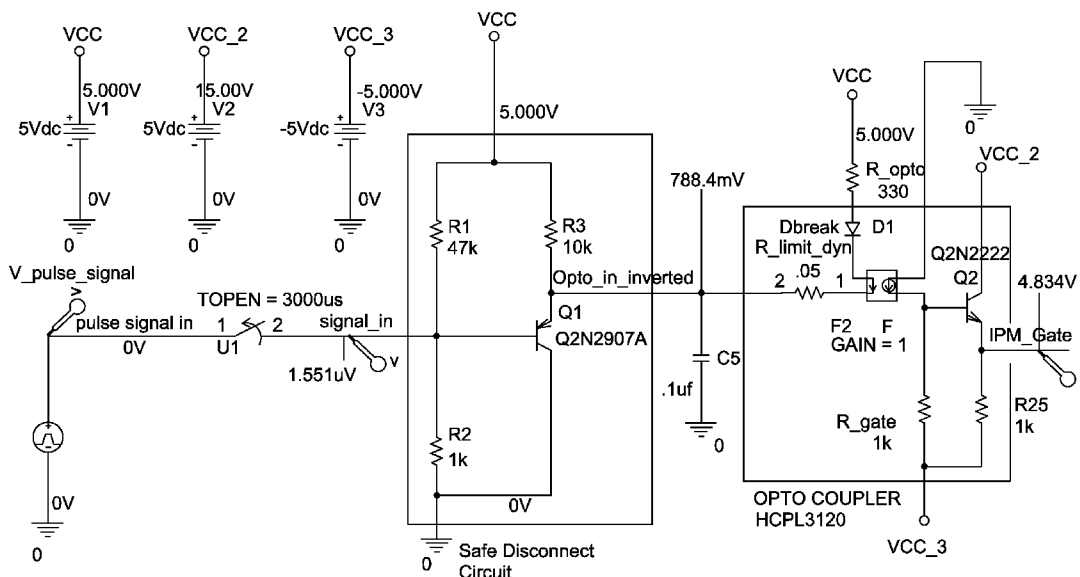 VCC
VCC_2
VCC_3
VCC
5.000V
V1
5Vdc
+
-
0V
0
15.00V
V2
5Vdc
+
-
0V
0
-5.000V
V3
-5Vdc
+
-
0V
0
5.000V
V_pulse_signal
V
pulse signal in
0V
TOPEN = 3000us
1
2
U1
signal_in
1.551uV
V
0V
0
R1
47k
R3
10k
Q1
Q2N2907A
R2
1k
0V
0
Safe Disconnect
Circuit
Opto_in_inverted
788.4mV
C5
.1uf
0
VCC
5.000V
R_opto
330
0
VCC_2
Dbreak
D1
R_limit_dyn
2
.05
1
F2
F
GAIN = 1
Q2N2222
Q2
4.834V
IPM_Gate
R_gate
1k
R25
1k
OPTO COUPLER
HCPL3120
VCC_3